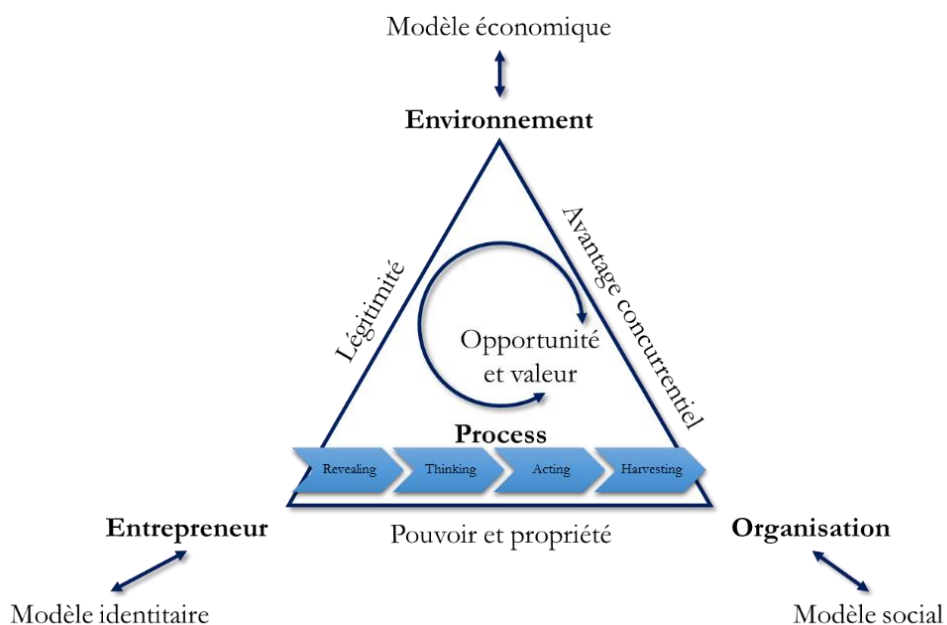 Modèle économique
Environnement
Légitimité
Avantage concurrentiel
Opportunité
et valeur
Process
Revealing
Thinking
Acting
Harvesting
Entrepreneur
Pouvoir et propriété
Organisation
Modèle identitaire
Modèle social